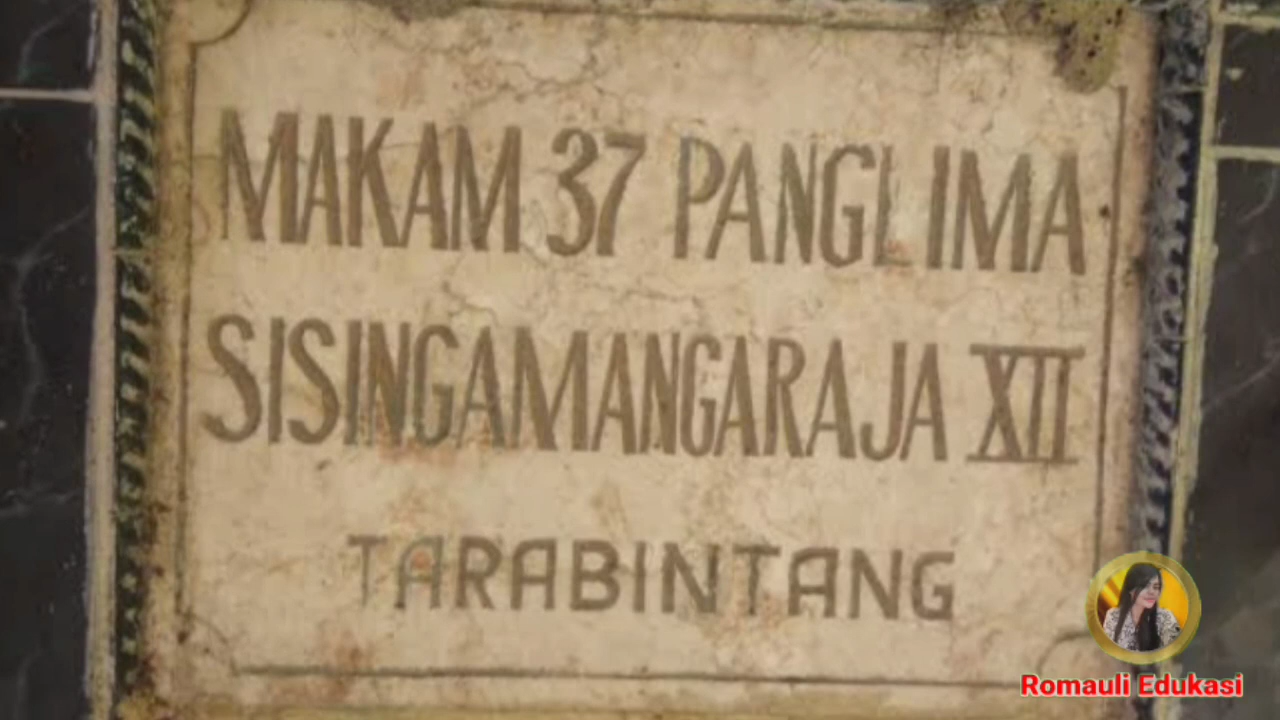 MAKAM 37 PANGLIMA
SISINGAMANGARAJA XII
TARABINTANG
Romauli Edukasi